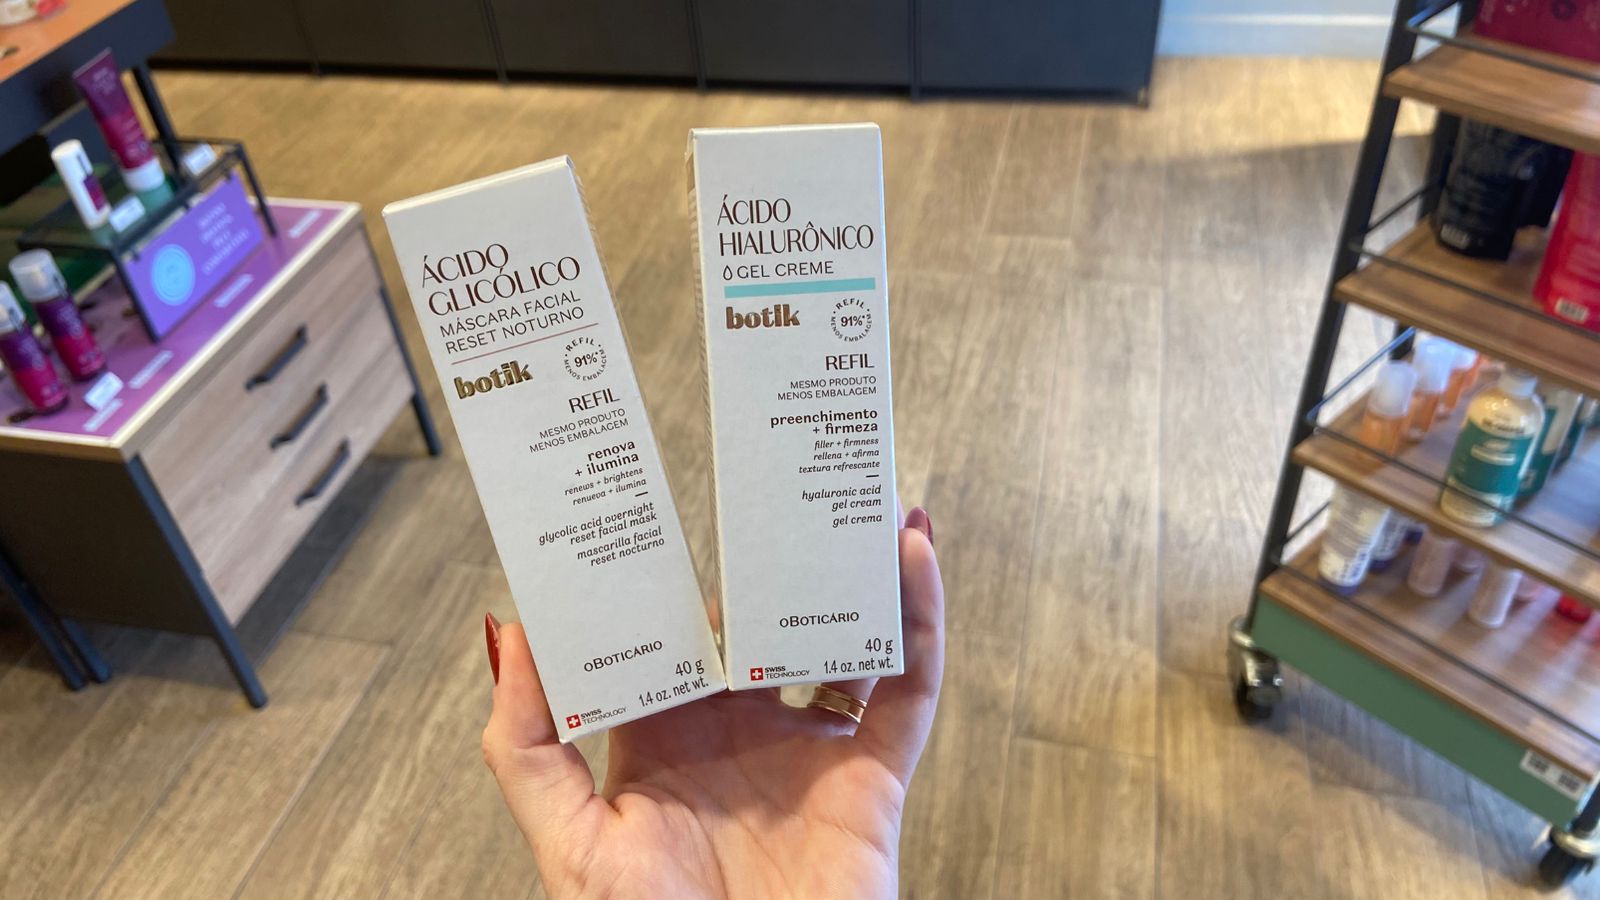 ÁCIDO
GLICÓLICO
MÁSCARA FACIAL
RESET NOTURNO
botik
REFIL
91%*
MENOS EMBALAGEM
REFIL
MESMO PRODUTO
MENOS EMBALAGEM
renova
+ ilumina
renews + brightens
renueva + ilumina
glycolic acid overnight
reset facial mask
mascarilla facial
reset nocturno
oBOTICÁRIO
40 g
1.4 oz. net wt.
SWISS
TECHNOLOGY
ÁCIDO
HIALURÔNICO
GEL CREME
botik
REFIL
91%*
MENOS EMBALAGEM
REFIL
MESMO PRODUTO
MENOS EMBALAGEM
preenchimento
+ firmeza
filler + firmness
rellena + afirma
textura refrescante
hyaluronic acid
gel cream
gel crema
oBOTICÁRIO
40 g
1.4 oz. net wt.
SWISS
TECHNOLOGY